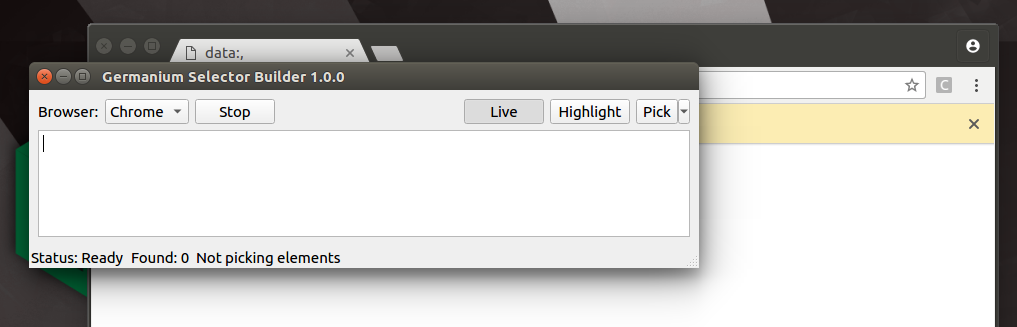 data:,
Germanium Selector Builder 1.0.0
Browser: Chrome Stop Live Highlight Pick
C
Status: Ready Found: 0 Not picking elements